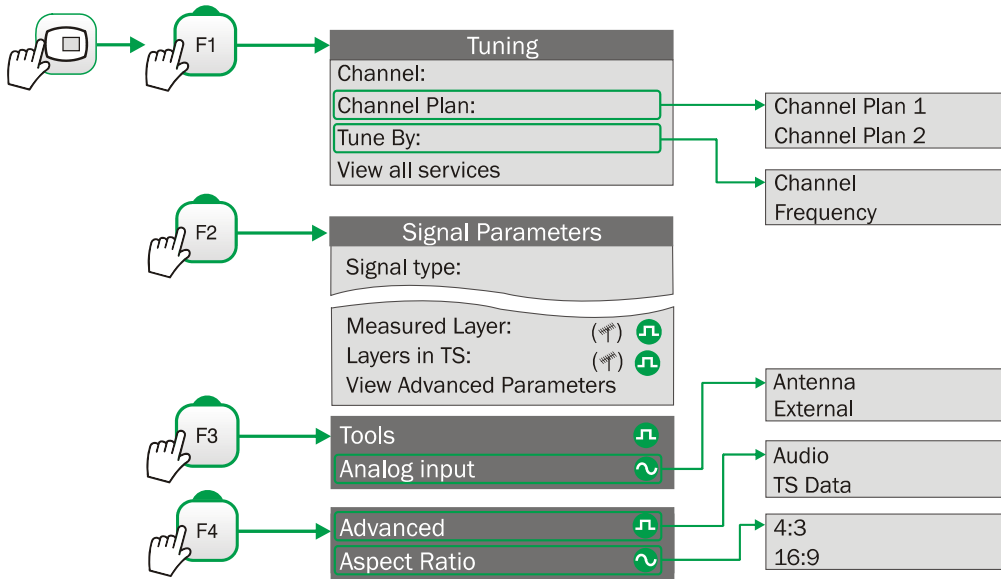 F1
Tuning
Channel:
Channel Plan:
Tune By:
View all services
Channel Plan 1
Channel Plan 2
Channel
Frequency
F2
Signal Parameters
Signal type:
Measured Layer:
Layers in TS:
View Advanced Parameters
F3
Tools
Analog input
Antenna
External
F4
Advanced
Aspect Ratio
Audio
TS Data
4:3
16:9